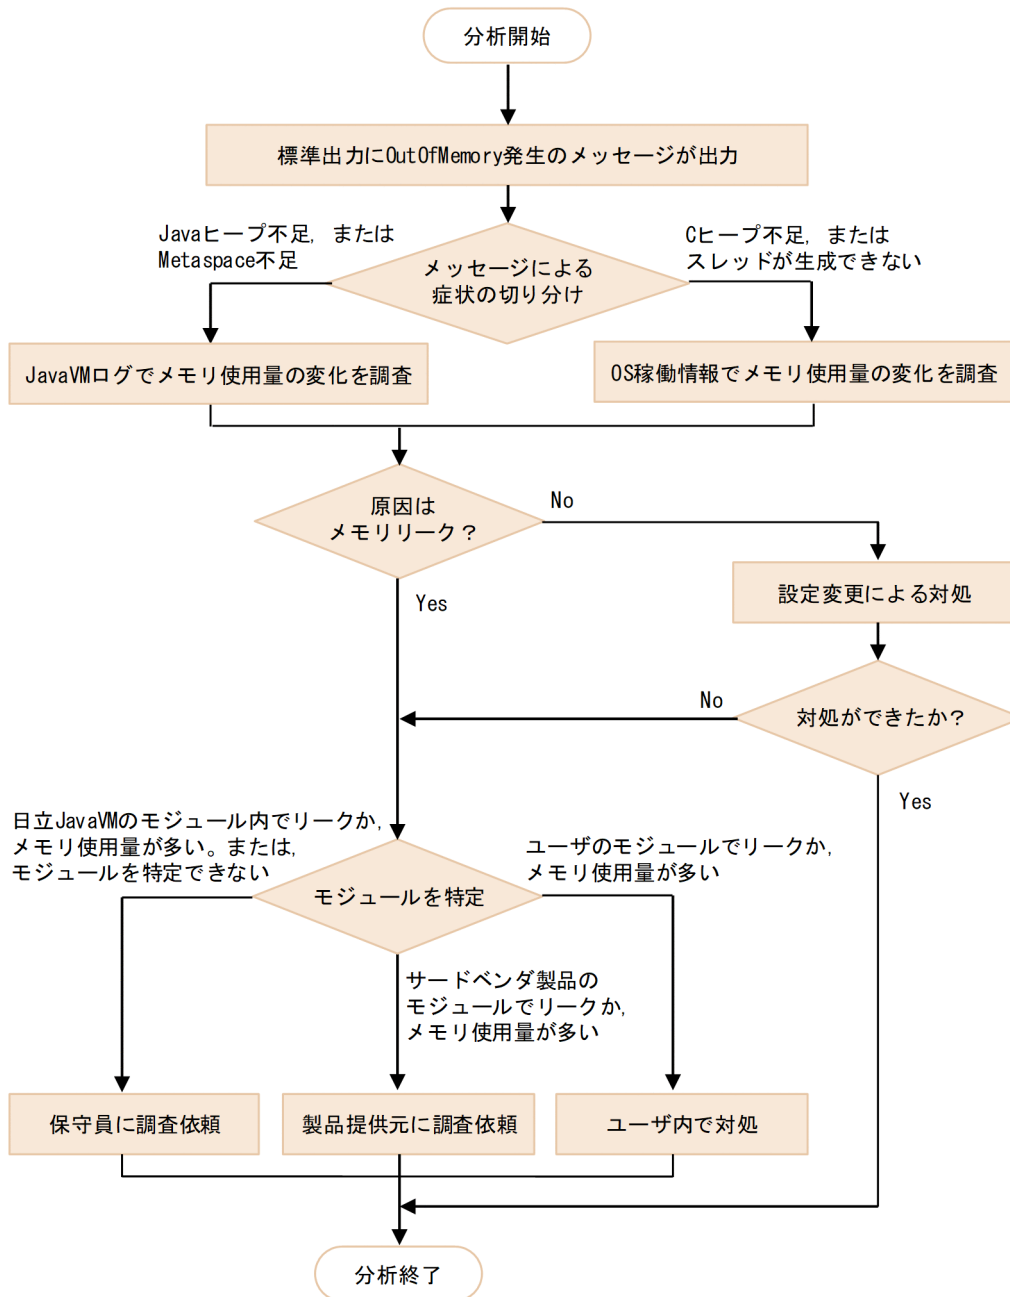 分析開始
標準出力にOutOfMemory発生のメッセージが出力
Javaヒープ不足，または
Metaspace不足
Cヒープ不足，または
スレッドが生成できない
メッセージによる
症状の切り分け
JavaVMログでメモリ使用量の変化を調査
OS稼働情報でメモリ使用量の変化を調査
原因は
メモリリーク？
No
Yes
設定変更による対処
対処ができたか？
No
Yes
日立JavaVMのモジュール内でリークか，
メモリ使用量が多い。または，
モジュールを特定できない
ユーザのモジュールでリークか，
メモリ使用量が多い
モジュールを特定
サードベンダ製品の
モジュールでリークか，
メモリ使用量が多い
保守員に調査依頼
製品提供元に調査依頼
ユーザ内で対処
分析終了